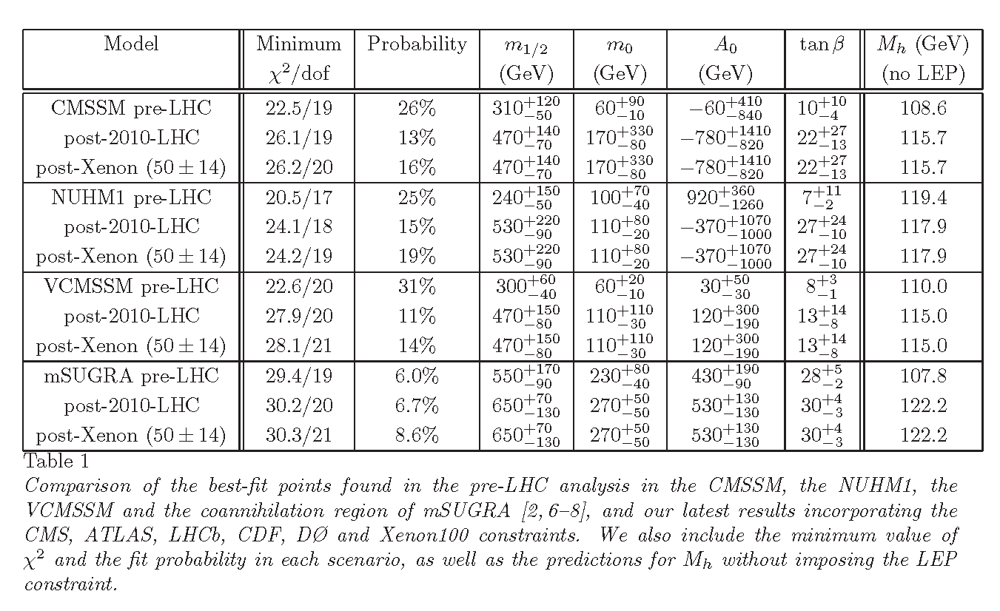 Model Minimum Probability m_{1/2} m_0 A_0 tan β M_h (GeV)
χ²/dof (GeV) (GeV) (GeV) (no LEP)
CMSSM pre-LHC 22.5/19 26% 310^{+120}_{-50} 60^{+90}_{-10} −60^{+410}_{-840} 10^{+10}_{-4} 108.6
post-2010-LHC 26.1/19 13% 470^{+140}_{-70} 170^{+330}_{-80} −780^{+1410}_{-820} 22^{+27}_{-13} 115.7
post-Xenon (50 ± 14) 26.2/20 16% 470^{+140}_{-70} 170^{+330}_{-80} −780^{+1410}_{-820} 22^{+27}_{-13} 115.7
NUHM1 pre-LHC 20.5/17 25% 240^{+150}_{-50} 100^{+70}_{-40} 920^{+360}_{-1260} 7^{+11}_{-2} 119.4
post-2010-LHC 24.1/18 15% 530^{+220}_{-90} 110^{+80}_{-20} −370^{+1070}_{-1000} 27^{+24}_{-10} 117.9
post-Xenon (50 ± 14) 24.2/19 19% 530^{+220}_{-90} 110^{+80}_{-20} −370^{+1070}_{-1000} 27^{+24}_{-10} 117.9
VCMSSM pre-LHC 22.6/20 31% 300^{+60}_{-40} 60^{+20}_{-10} 30^{+50}_{-30} 8^{+3}_{-1} 110.0
post-2010-LHC 27.9/20 11% 470^{+150}_{-80} 110^{+110}_{-30} 120^{+300}_{-190} 13^{+14}_{-8} 115.0
post-Xenon (50 ± 14) 28.1/21 14% 470^{+150}_{-80} 110^{+110}_{-30} 120^{+300}_{-190} 13^{+14}_{-8} 115.0
mSUGRA pre-LHC 29.4/19 6.0% 550^{+170}_{-90} 230^{+80}_{-40} 430^{+190}_{-90} 28^{+5}_{-2} 107.8
post-2010-LHC 30.2/20 6.7% 650^{+70}_{-130} 270^{+50}_{-50} 530^{+130}_{-130} 30^{+4}_{-3} 122.2
post-Xenon (50 ± 14) 30.3/21 8.6% 650^{+70}_{-130} 270^{+50}_{-50} 530^{+130}_{-130} 30^{+4}_{-3} 122.2
Table 1
Comparison of the best-fit points found in the pre-LHC analysis in the CMSSM, the NUHM1, the
VCMSSM and the coannihilation region of mSUGRA [2, 6–8], and our latest results incorporating the
CMS, ATLAS, LHCb, CDF, DØ and Xenon100 constraints. We also include the minimum value of
χ² and the fit probability in each scenario, as well as the predictions for M_h without imposing the LEP
constraint.